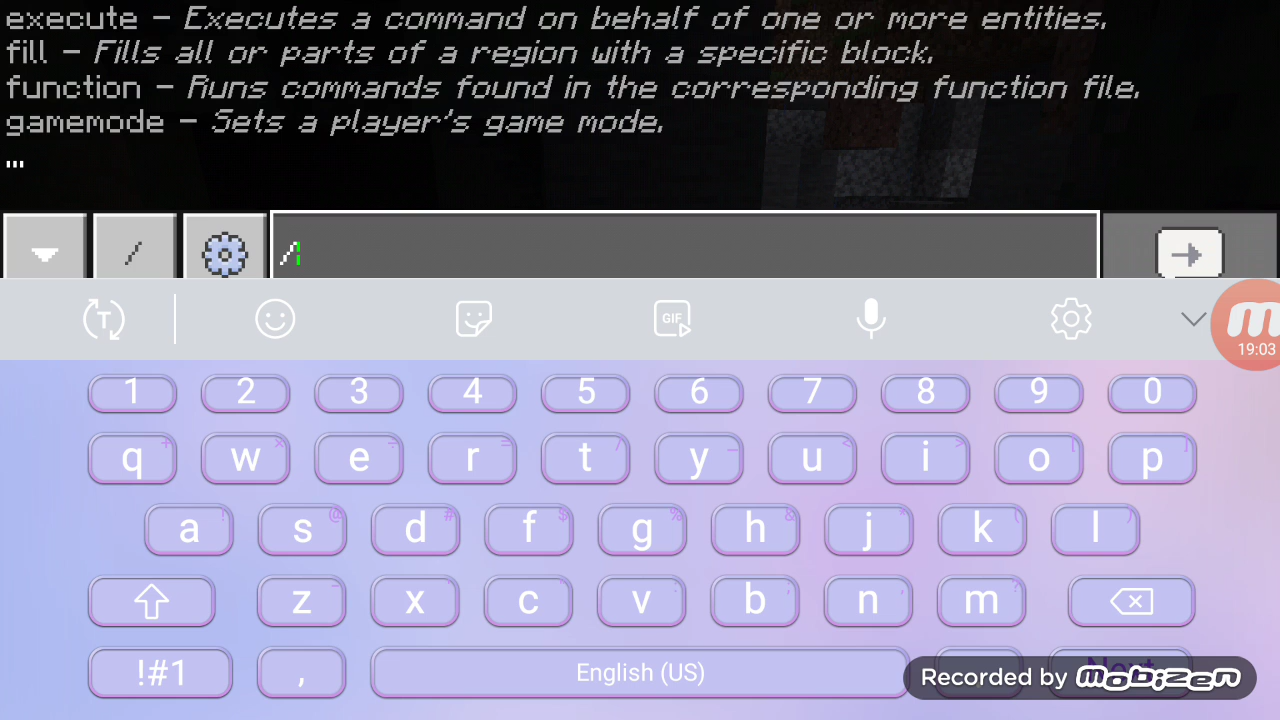 execute - Executes a command on behalf of one or more entities.
fill - Fills all or parts of a region with a specific block.
function - Runs commands found in the corresponding function file.
gamemode - Sets a player's game mode.
...
/
/
T
GIF
m
19:03
1 2 3 4 5 6 7 8 9 0
q w e r t y u i o p
a s d f g h j k l
z x c v b n m
!#1 , English (US) Next
Recorded by mobizen